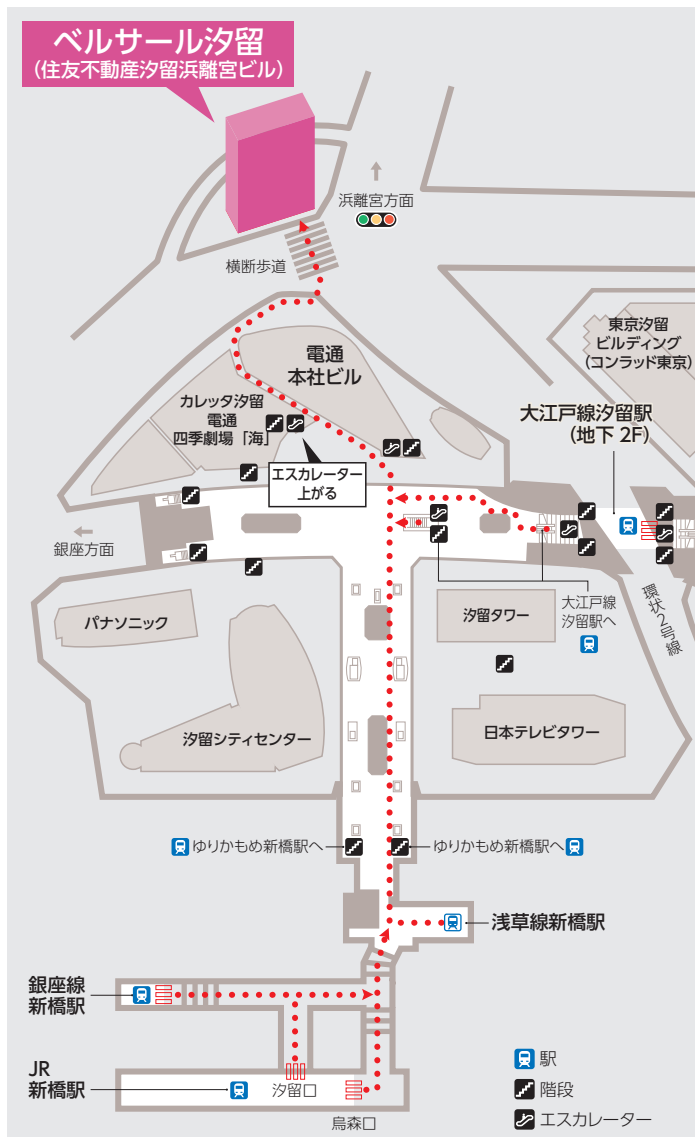 ベルサール汐留
(住友不動産汐留浜離宮ビル)
浜離宮方面
横断歩道
東京汐留
ビルディング
(コンラッド東京)
電通
本社ビル
カレッタ汐留
電通
四季劇場「海」
大江戸線汐留駅
(地下 2F)
エスカレーター
上がる
銀座方面
大江戸線
汐留駅へ
環状2号線
パナソニック
汐留タワー
汐留シティセンター
日本テレビタワー
ゆりかもめ新橋駅へ
ゆりかもめ新橋駅へ
浅草線新橋駅
銀座線
新橋駅
JR
新橋駅
汐留口
烏森口
駅
階段
エスカレーター